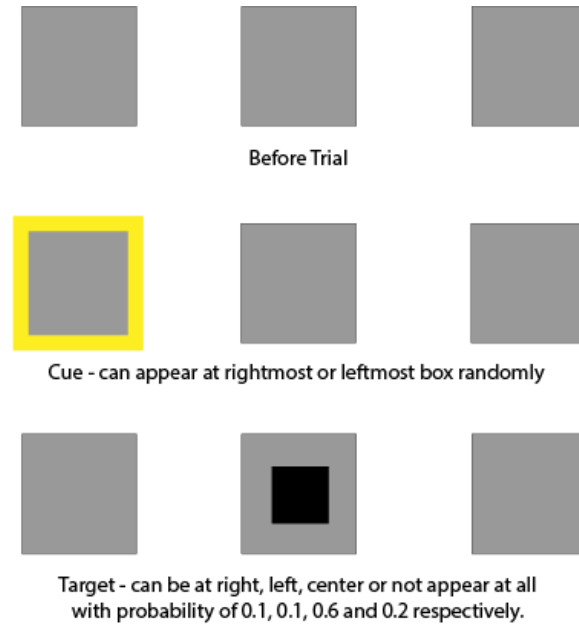 Before Trial
Cue - can appear at rightmost or leftmost box randomly
Target - can be at right, left, center or not appear at all
with probability of 0.1, 0.1, 0.6 and 0.2 respectively.